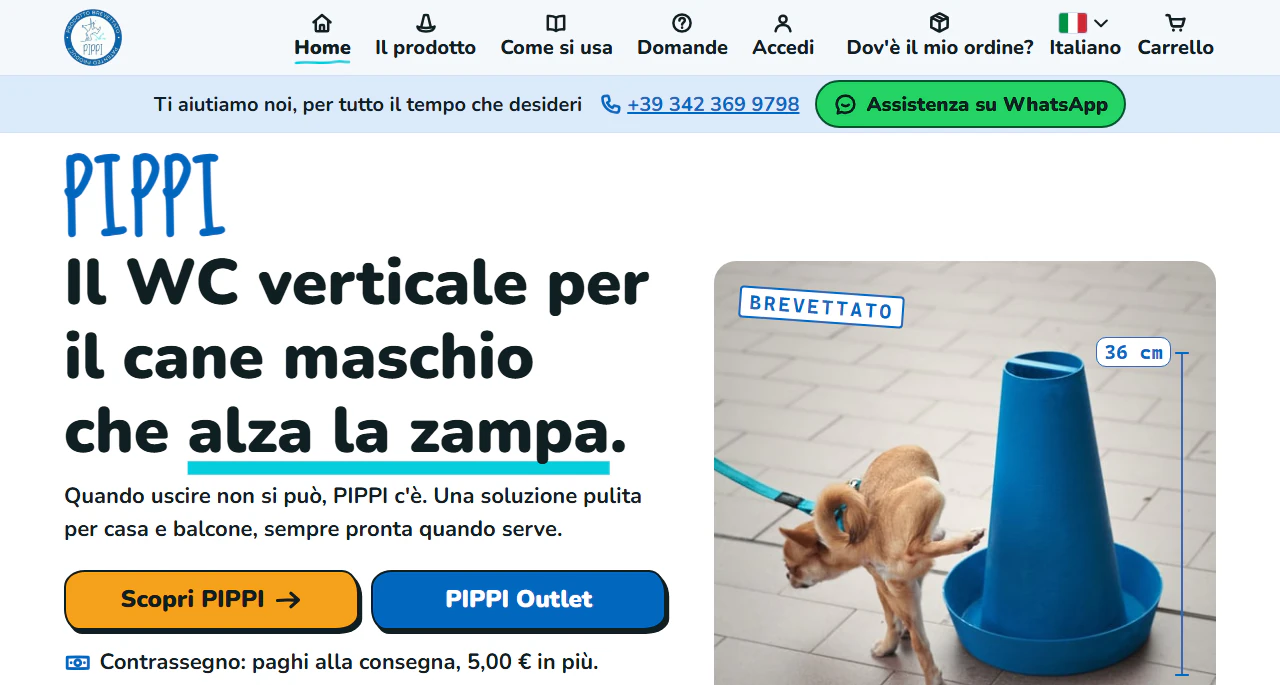 PIPPI
Home
Il prodotto
Come si usa
Domande
Accedi
Dov'è il mio ordine?
Italiano
Carrello
Ti aiutiamo noi, per tutto il tempo che desideri
+39 342 369 9798
Assistenza su WhatsApp
PIPPI
Il WC verticale per
il cane maschio
che alza la zampa.
Quando uscire non si può, PIPPI c'è. Una soluzione pulita
per casa e balcone, sempre pronta quando serve.
Scopri PIPPI
PIPPI Outlet
Contrassegno: paghi alla consegna, 5,00 € in più.
BREVETTATO
36 cm